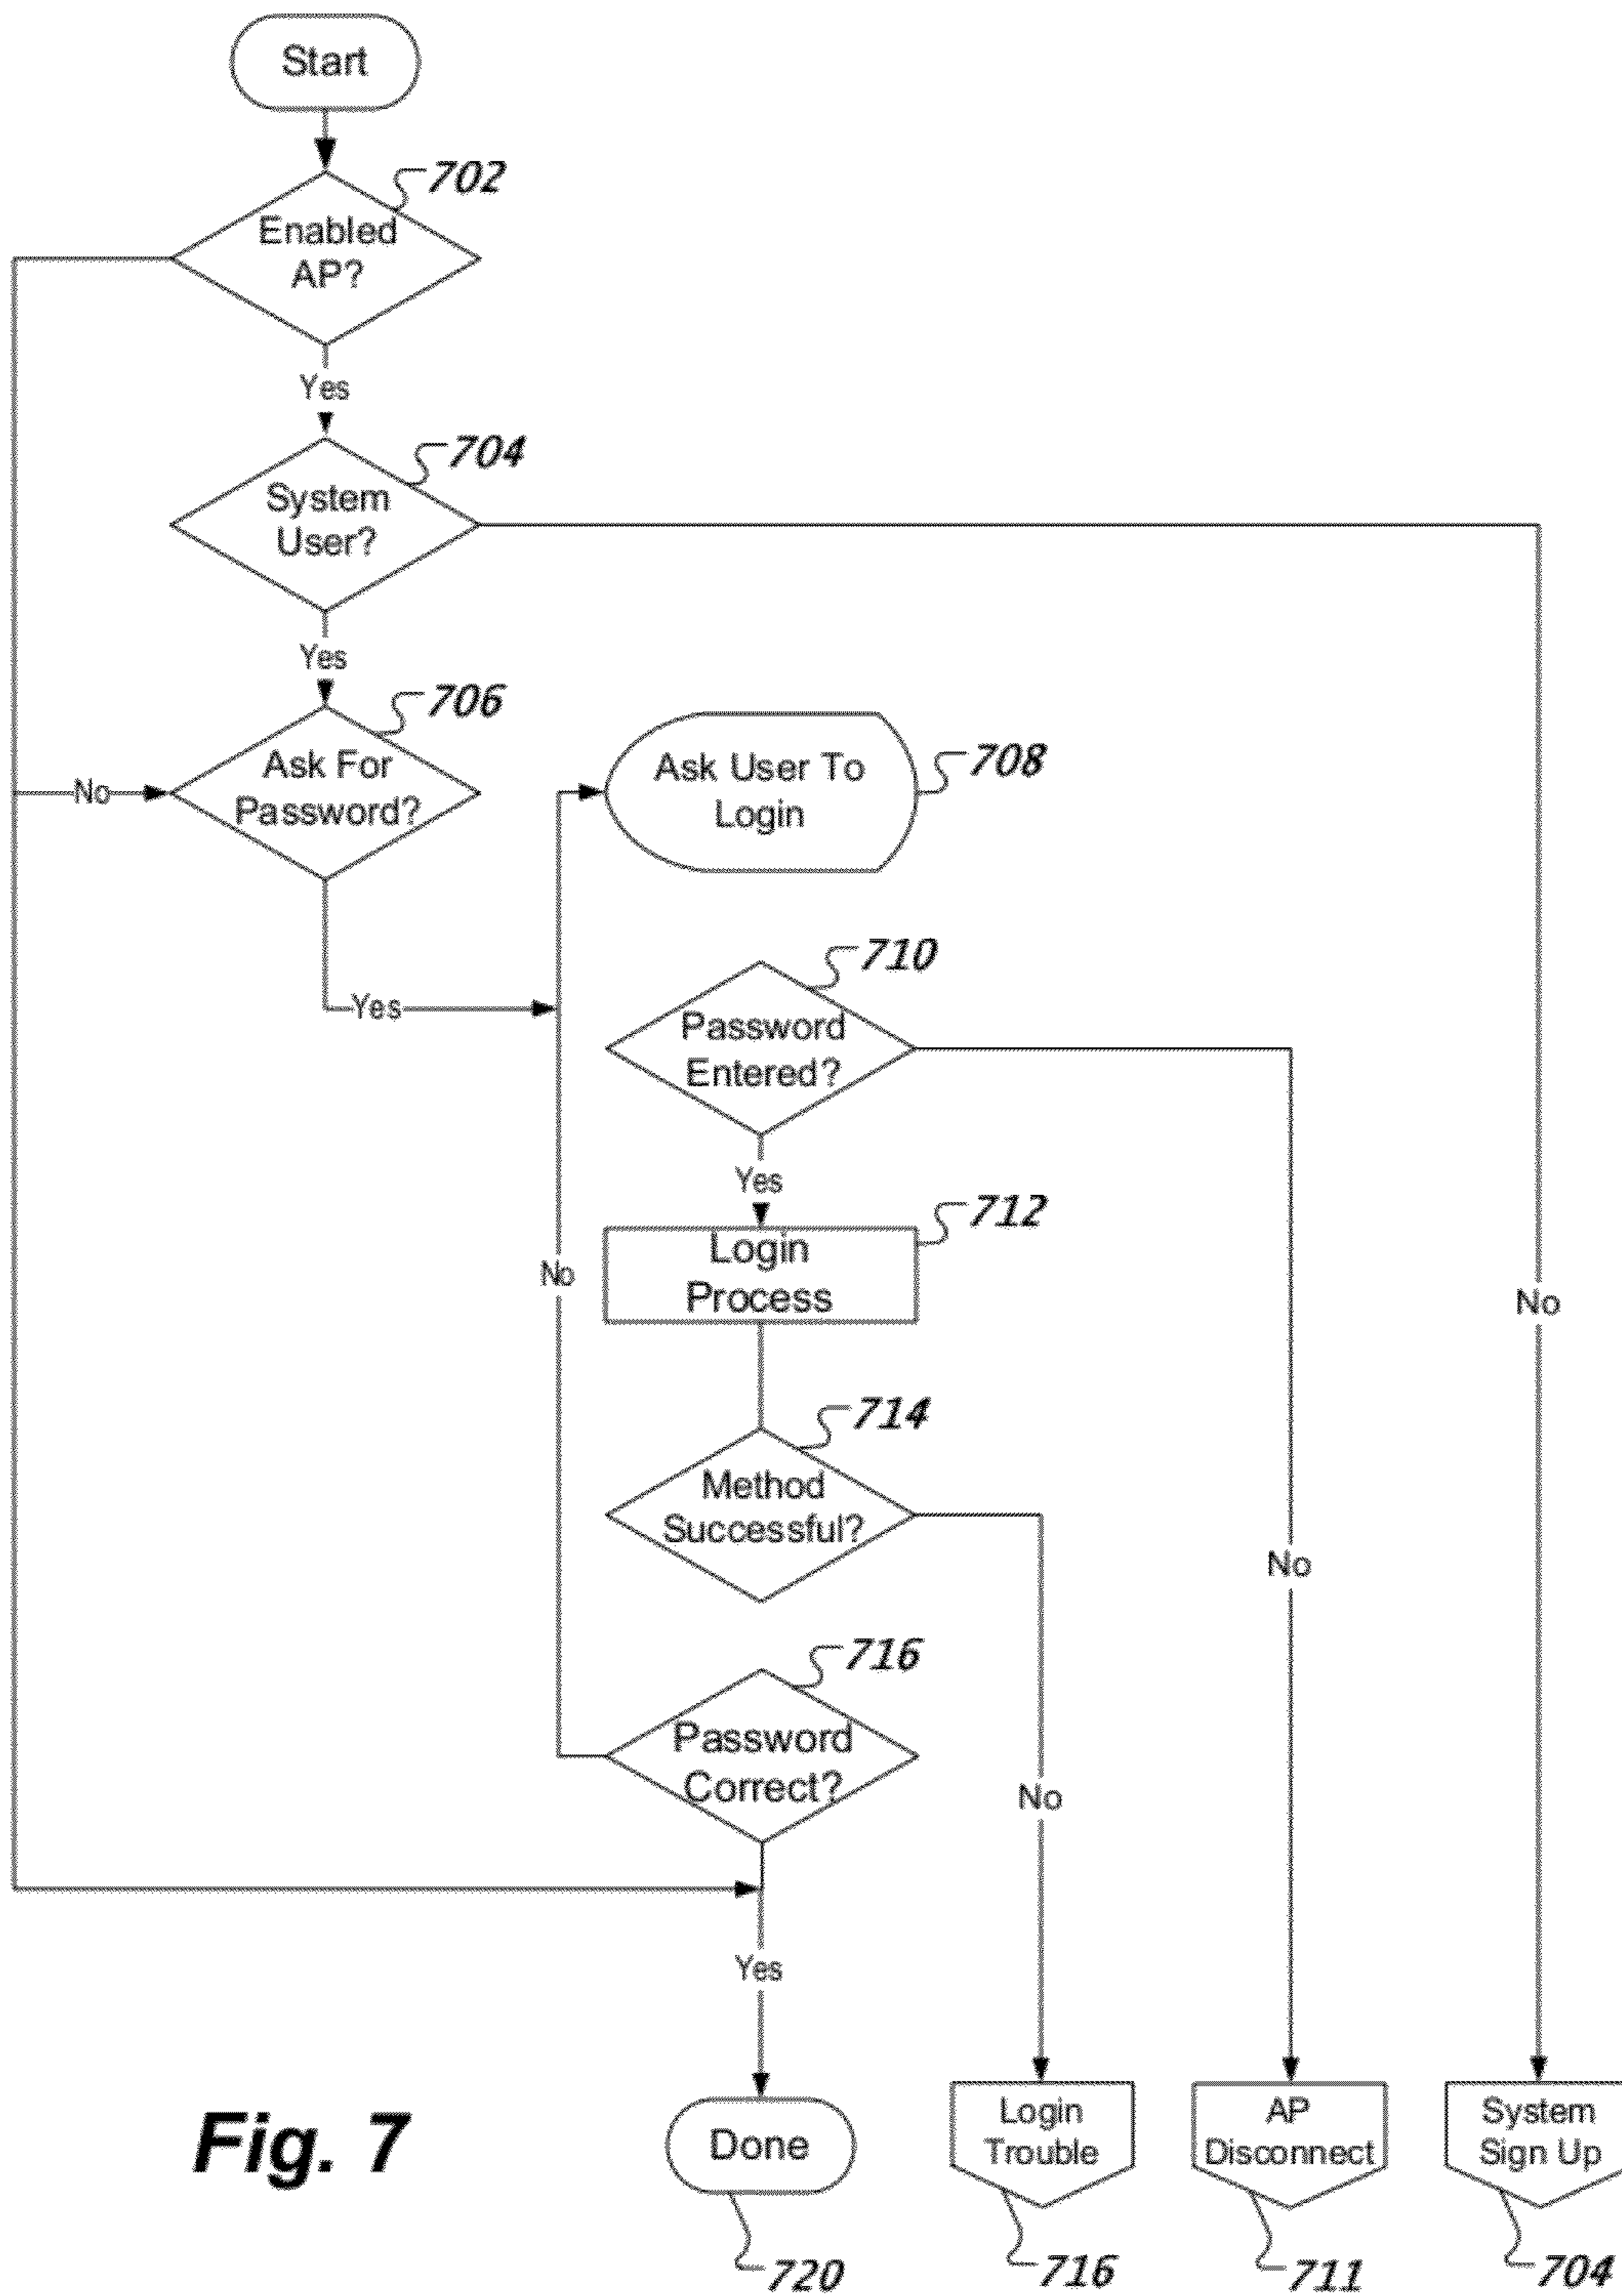 Start
702
Enabled
AP?
Yes
704
System
User?
Yes
706
Ask For
Password?
No
708
Ask User To
Login
Yes
710
Password
Entered?
Yes
712
Login
Process
No
No
714
Method
Successful?
No
716
Password
Correct?
No
Yes
Fig. 7
Done
Login
Trouble
AP
Disconnect
System
Sign Up
720
716
711
704